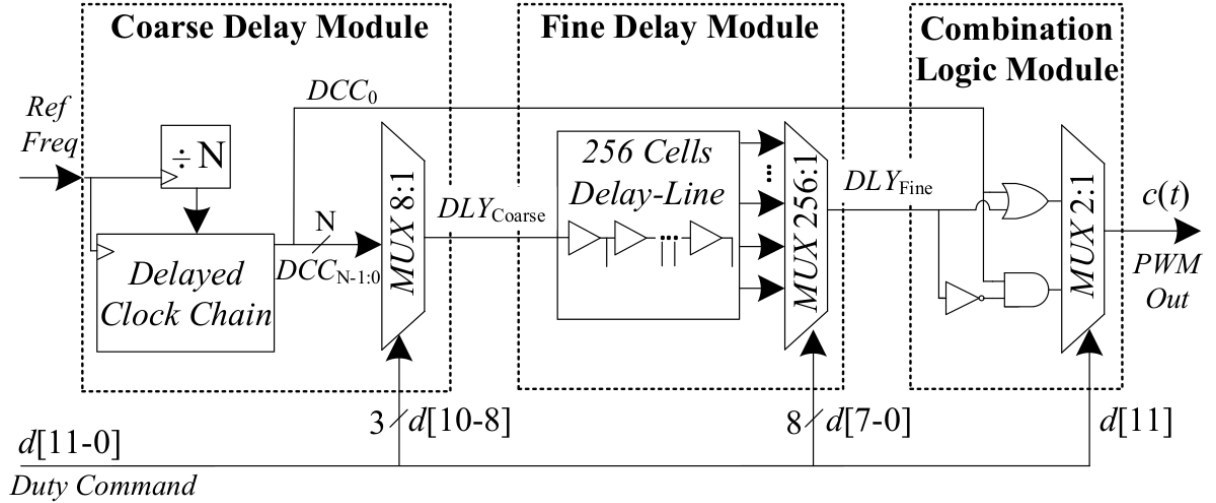 Coarse Delay Module
Fine Delay Module
Combination
Logic Module
Ref
Freq
÷ N
DCC0
N
DCCN-1:0
Delayed
Clock Chain
MUX 8:1
DLYCoarse
256 Cells
Delay-Line
...
...
MUX 256:1
DLYFine
MUX 2:1
c(t)
PWM
Out
3
d[10-8]
8
d[7-0]
d[11]
d[11-0]
Duty Command